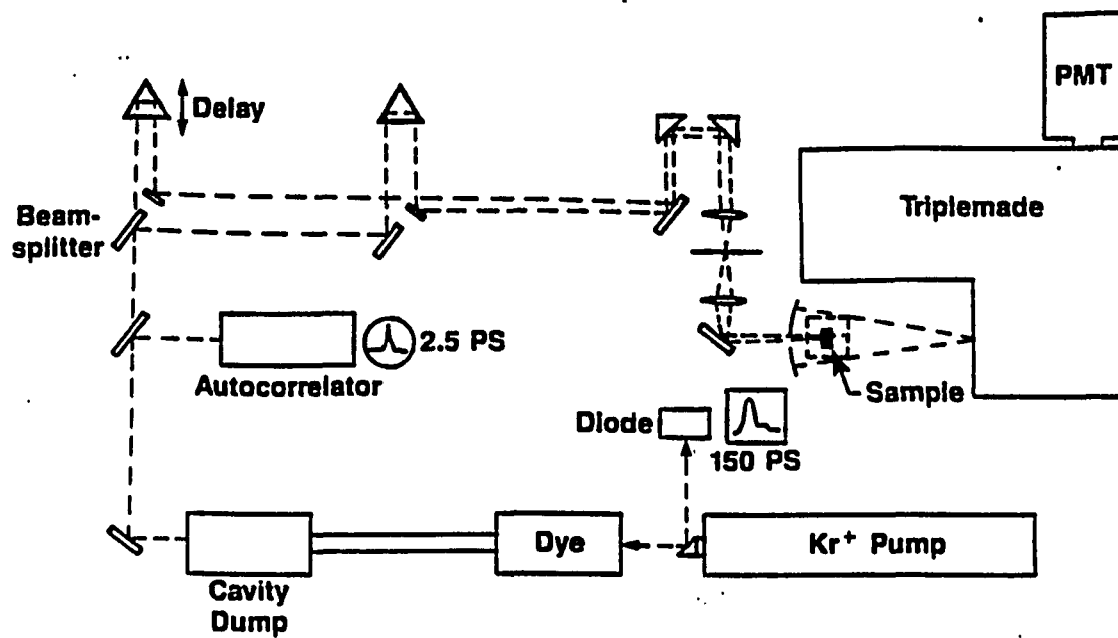 PMT
Delay
Triplemade
Beam-
splitter
2.5 PS
Autocorrelator
Sample
Diode
150 PS
Dye
Kr+ Pump
Cavity
Dump